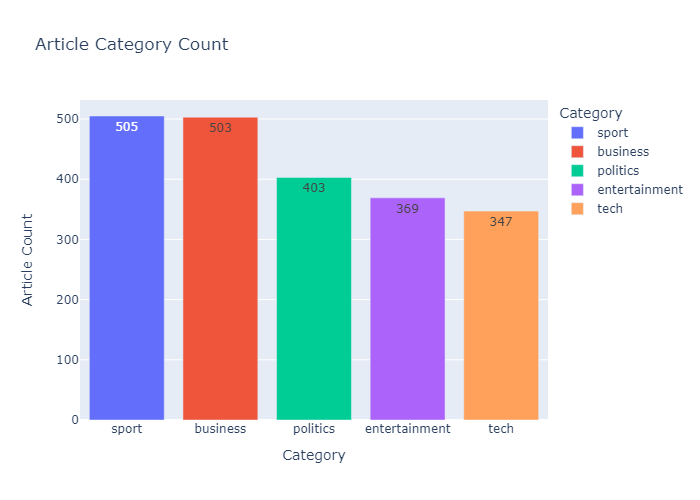 Article Category Count
Article Count
500
400
300
200
100
0
505
503
403
369
347
sport
business
politics
entertainment
tech
Category
Category
sport
business
politics
entertainment
tech